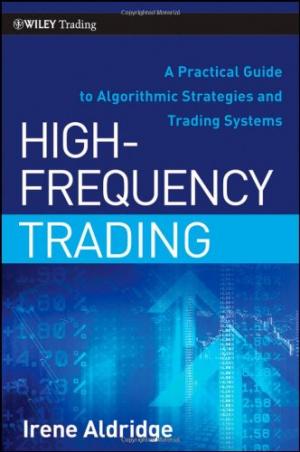 WILEY Trading
A Practical Guide
to Algorithmic Strategies and
Trading Systems
HIGH-
FREQUENCY
TRADING
Irene Aldridge